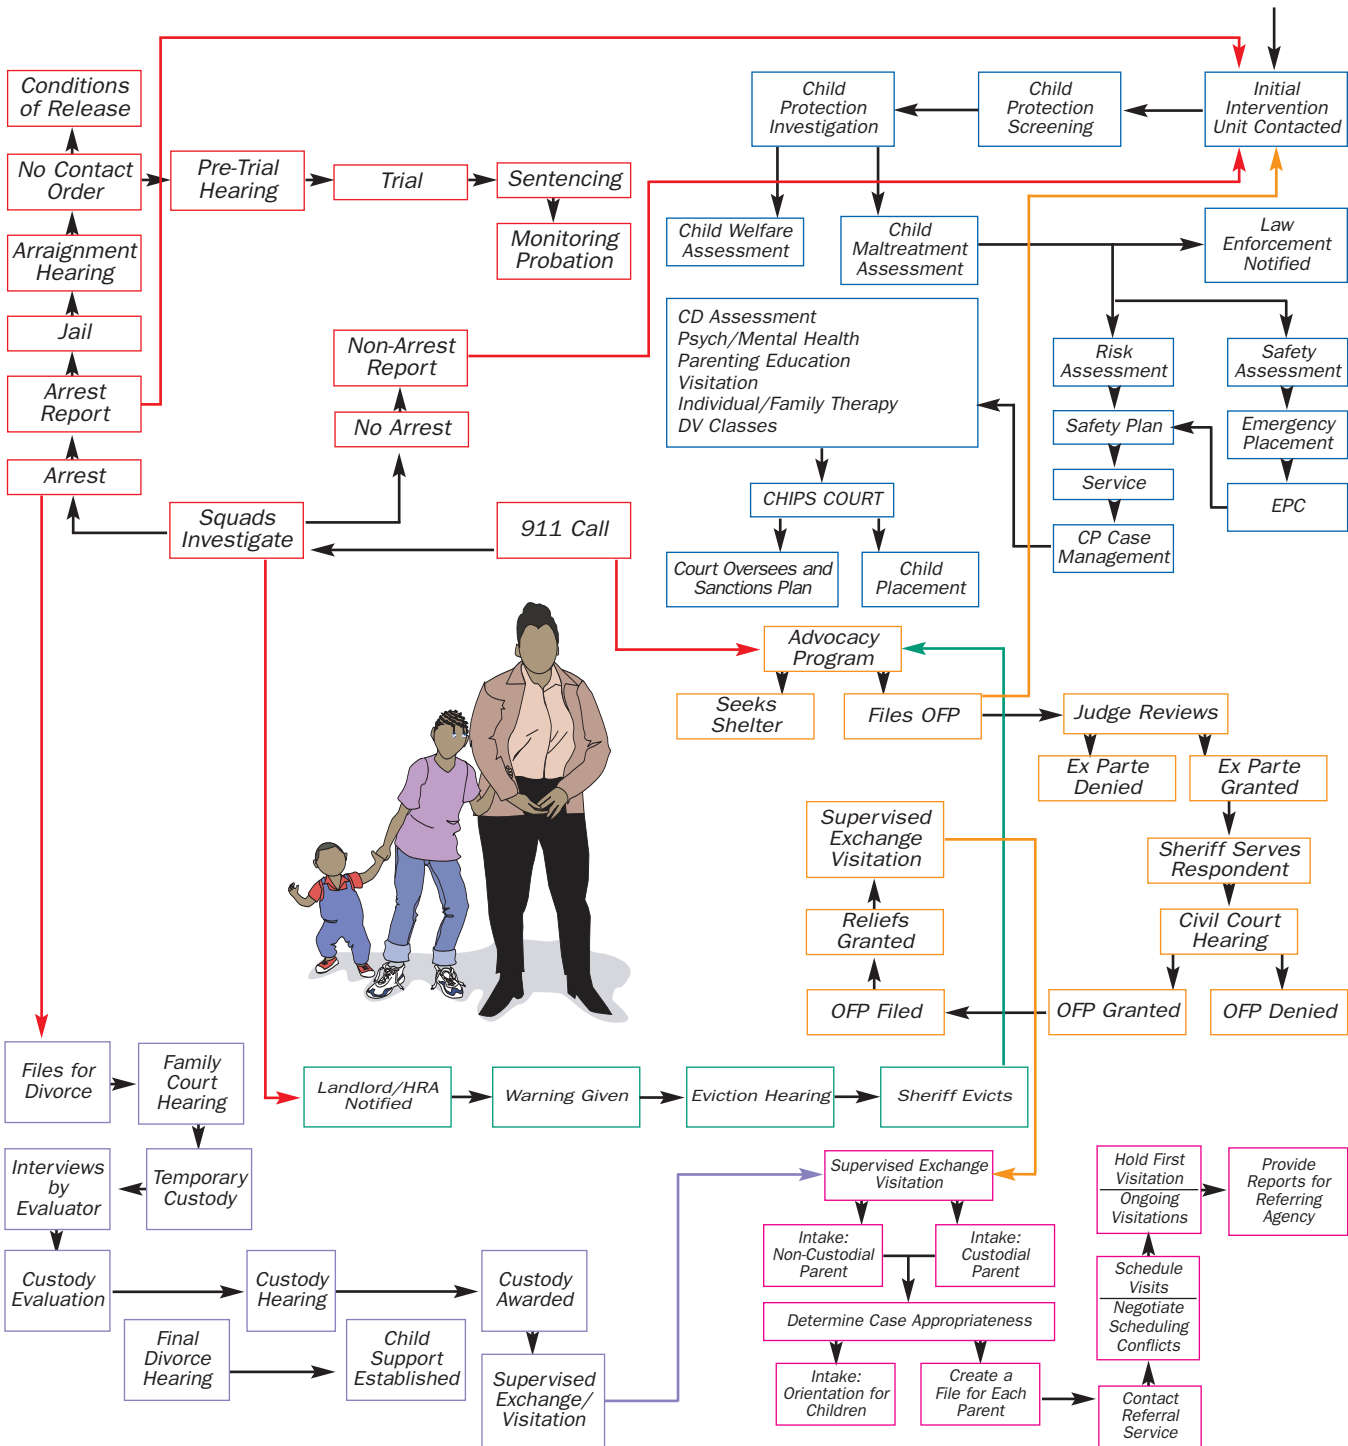 Conditions
of Release
No Contact
Order
Arraignment
Hearing
Jail
Arrest
Report
Arrest
Pre-Trial
Hearing
Trial
Sentencing
Monitoring
Probation
Non-Arrest
Report
No Arrest
Squads
Investigate
911 Call
Child
Protection
Investigation
Child
Protection
Screening
Initial
Intervention
Unit Contacted
Child Welfare
Assessment
Child
Maltreatment
Assessment
Law
Enforcement
Notified
CD Assessment
Psych/Mental Health
Parenting Education
Visitation
Individual/Family Therapy
DV Classes
Risk
Assessment
Safety
Assessment
Safety Plan
Emergency
Placement
Service
EPC
CP Case
Management
CHIPS COURT
Court Oversees and
Sanctions Plan
Child
Placement
Advocacy
Program
Seeks
Shelter
Files OFP
Judge Reviews
Ex Parte
Denied
Ex Parte
Granted
Supervised
Exchange
Visitation
Sheriff Serves
Respondent
Reliefs
Granted
Civil Court
Hearing
OFP Filed
OFP Granted
OFP Denied
Files for
Divorce
Family
Court
Hearing
Landlord/HRA
Notified
Warning Given
Eviction Hearing
Sheriff Evicts
Interviews
by
Evaluator
Temporary
Custody
Custody
Evaluation
Custody
Hearing
Custody
Awarded
Final
Divorce
Hearing
Child
Support
Established
Supervised
Exchange/
Visitation
Supervised Exchange
Visitation
Intake:
Non-Custodial
Parent
Intake:
Custodial
Parent
Determine Case Appropriateness
Intake:
Orientation for
Children
Create a
File for Each
Parent
Hold First
Visitation
Ongoing
Visitations
Provide
Reports for
Referring
Agency
Schedule
Visits
Negotiate
Scheduling
Conflicts
Contact
Referral
Service